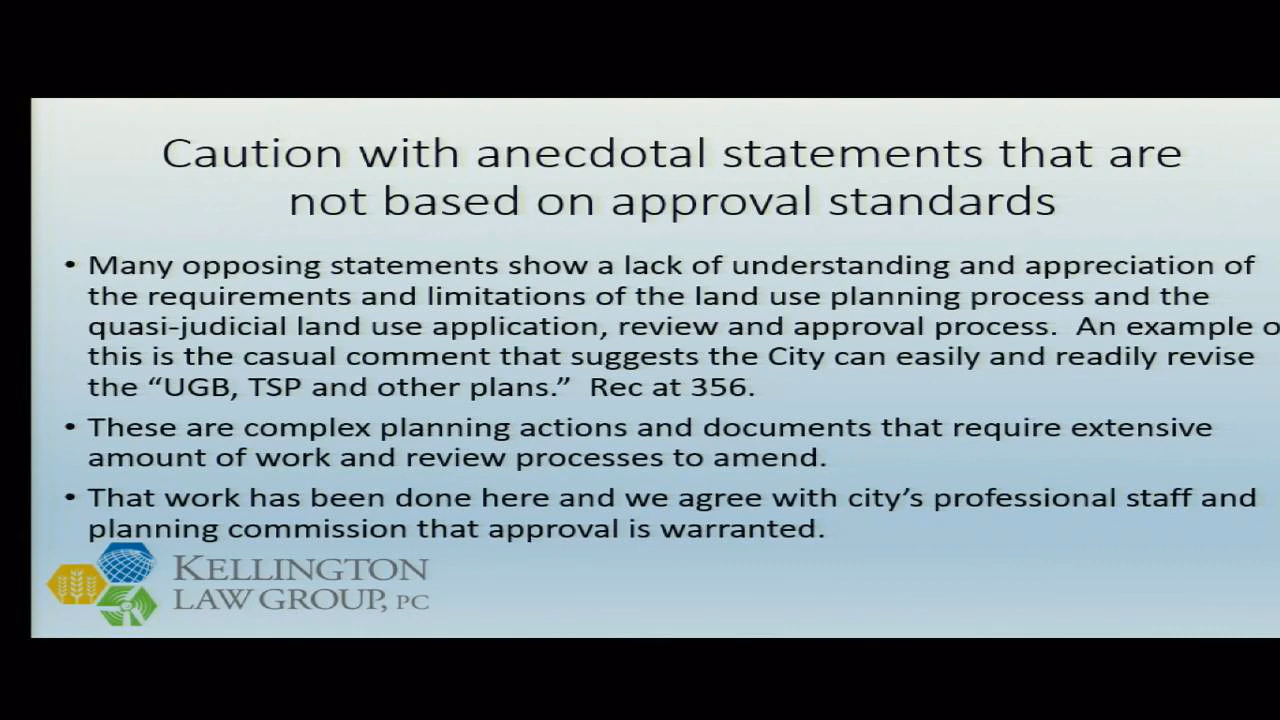 Caution with anecdotal statements that are
not based on approval standards
• Many opposing statements show a lack of understanding and appreciation of
the requirements and limitations of the land use planning process and the
quasi-judicial land use application, review and approval process.  An example o
this is the casual comment that suggests the City can easily and readily revise
the “UGB, TSP and other plans.”  Rec at 356.
• These are complex planning actions and documents that require extensive
amount of work and review processes to amend.
• That work has been done here and we agree with city’s professional staff and
planning commission that approval is warranted.
KELLINGTON
LAW GROUP, PC